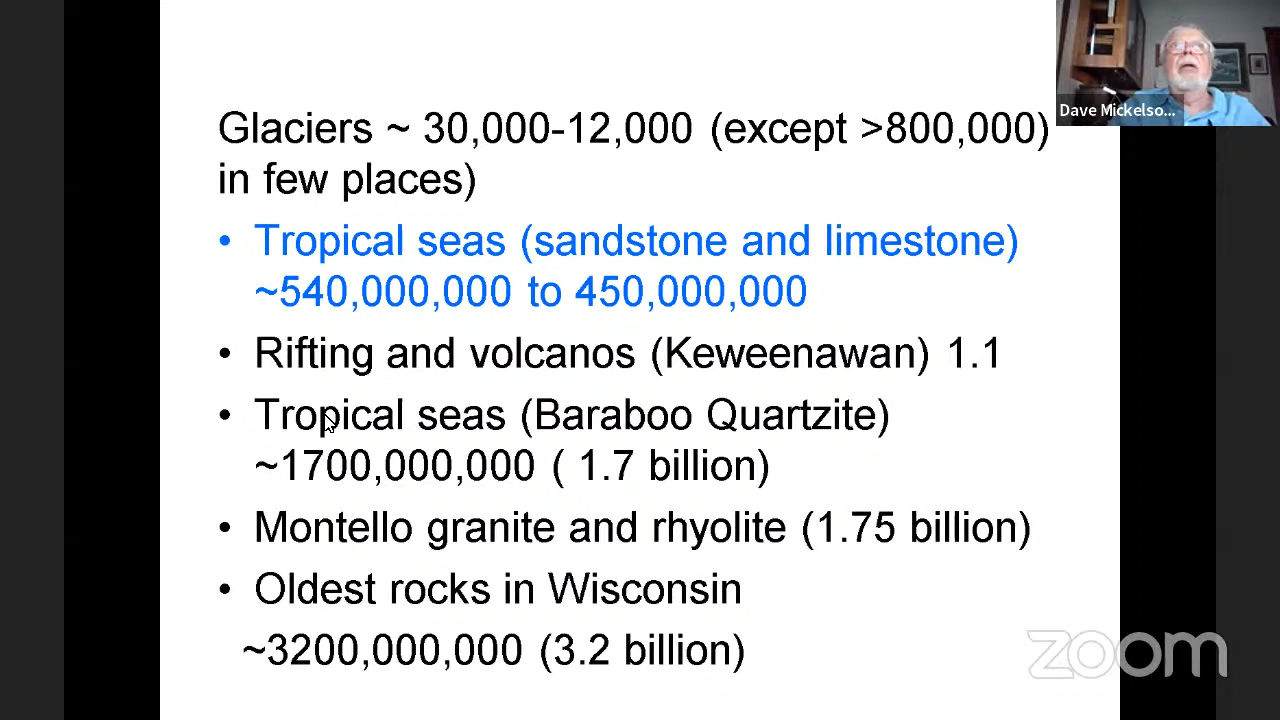 Glaciers ~ 30,000-12,000 (except >800,000)
in few places)
• Tropical seas (sandstone and limestone)
~540,000,000 to 450,000,000
• Rifting and volcanos (Keweenawan) 1.1
• Tropical seas (Baraboo Quartzite)
~1700,000,000 ( 1.7 billion)
• Montello granite and rhyolite (1.75 billion)
• Oldest rocks in Wisconsin
~3200,000,000 (3.2 billion)
Dave Mickelso...
zoom